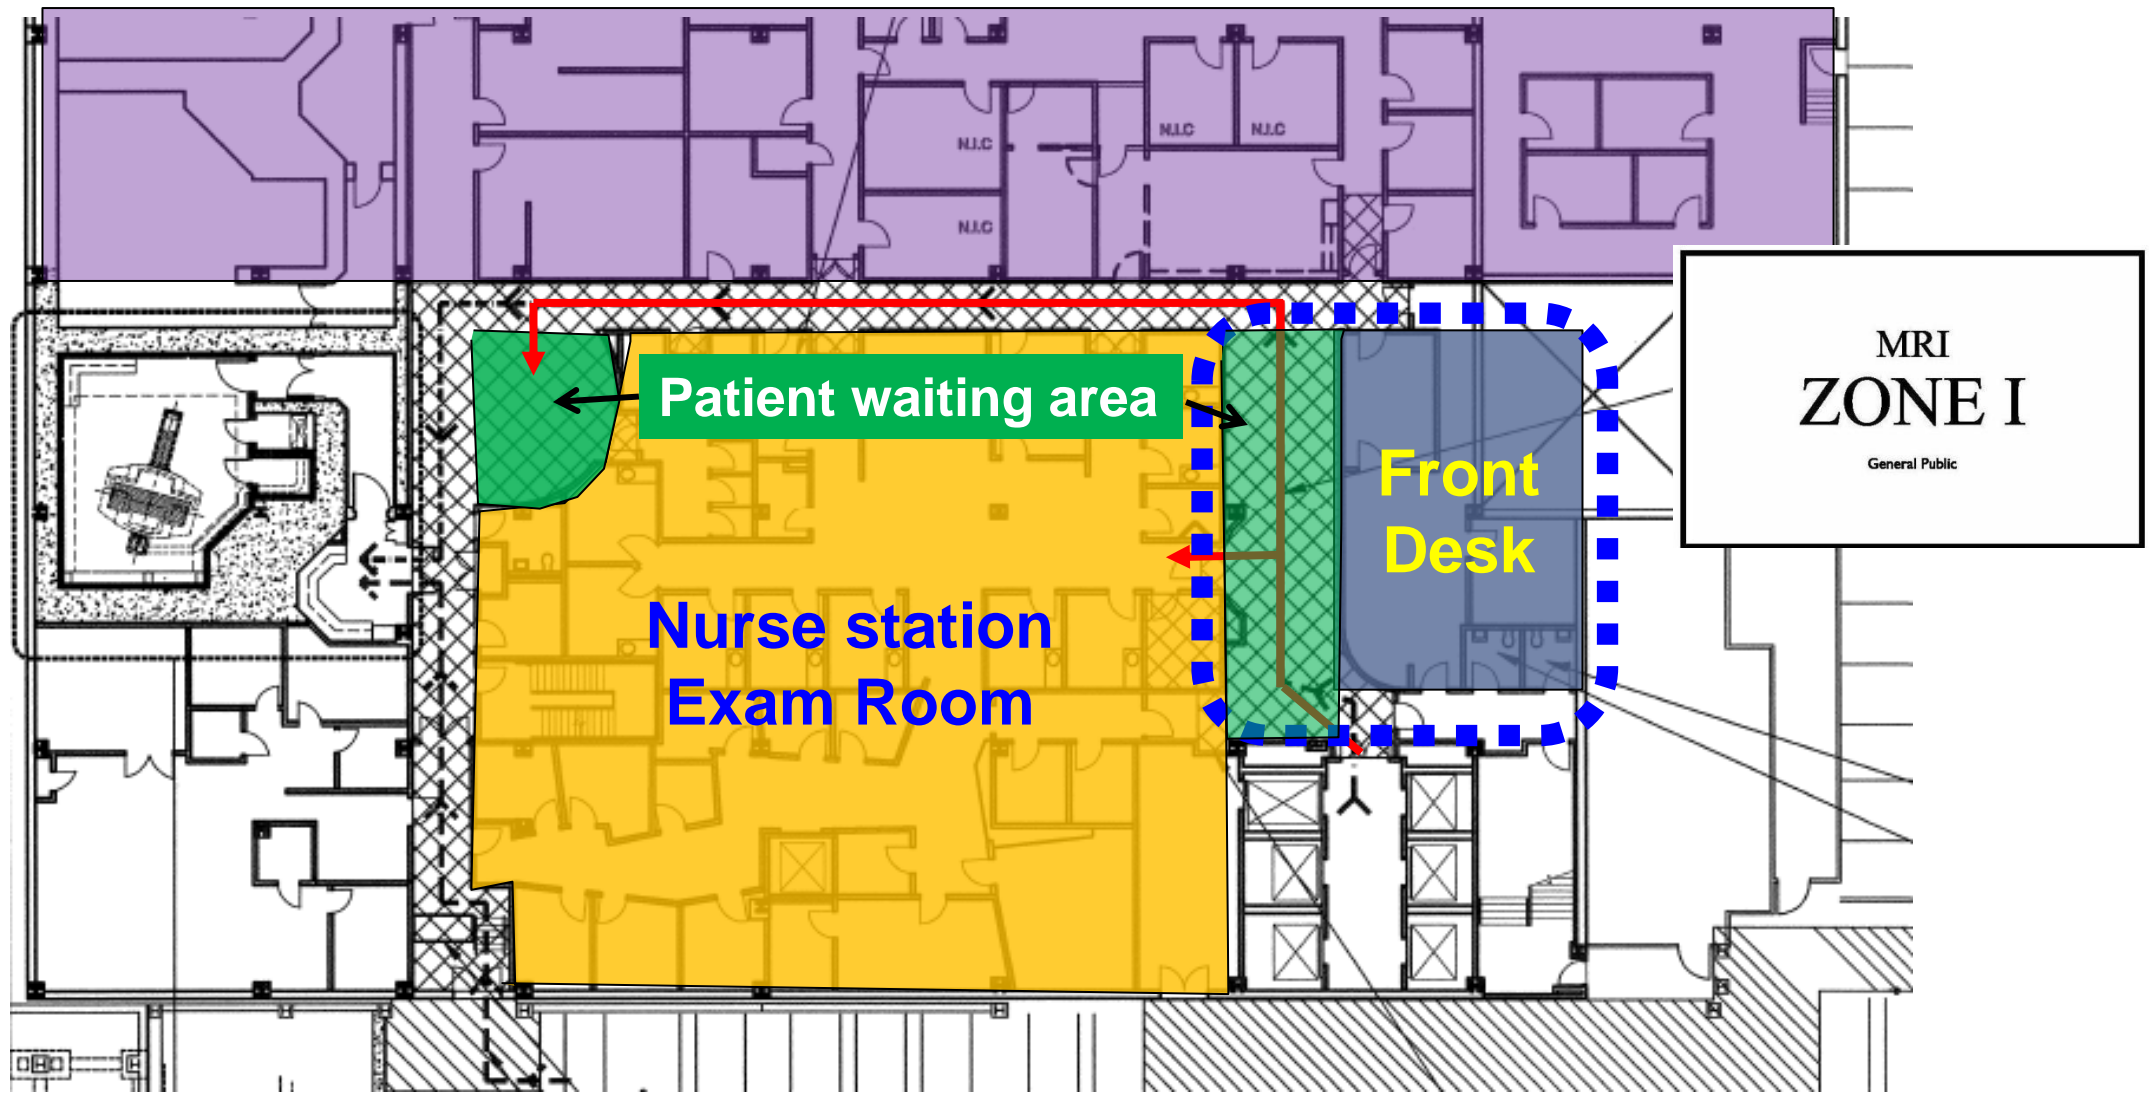 N.I.C
N.I.C
N.I.C
N.I.C
MRI
ZONE I
General Public
Patient waiting area
Front
Desk
Nurse station
Exam Room